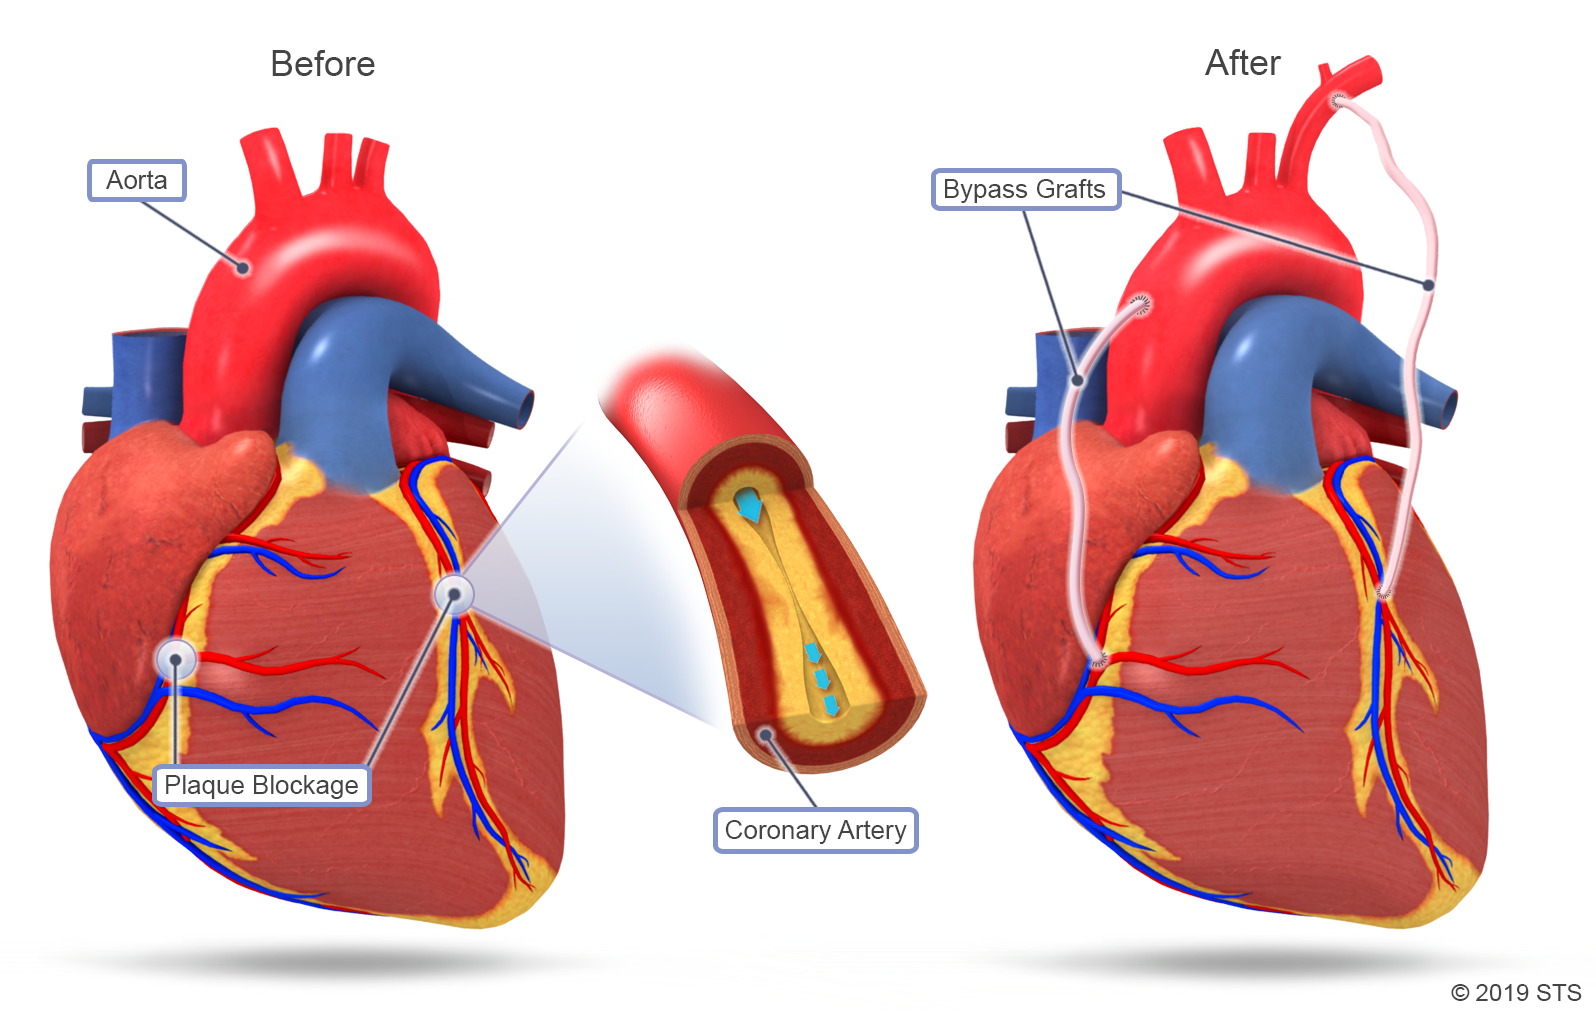 Before
After
Aorta
Bypass Grafts
Plaque Blockage
Coronary Artery
© 2019 STS